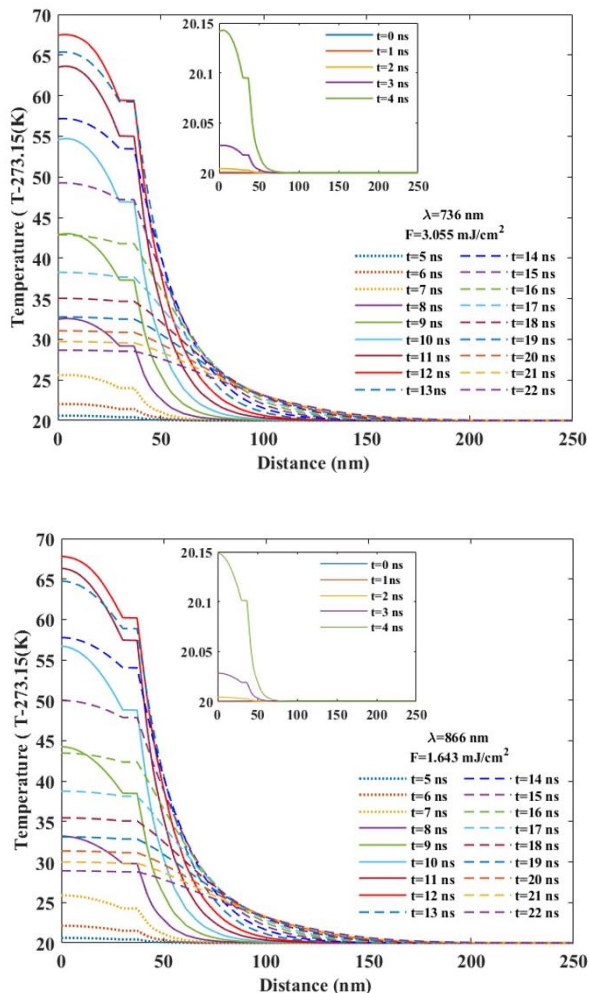 70
65
60
55
50
45
40
35
30
25
20
Temperature ( T-273.15(K)
20.15
20.1
20.05
20
0 50 100 150 200 250
t=0 ns
t=1 ns
t=2 ns
t=3 ns
t=4 ns
λ=736 nm
F=3.055 mJ/cm²
t=5 ns t=14 ns
t=6 ns t=15 ns
t=7 ns t=16 ns
t=8 ns t=17 ns
t=9 ns t=18 ns
t=10 ns t=19 ns
t=11 ns t=20 ns
t=12 ns t=21 ns
t=13ns t=22 ns
0 50 100 150 200 250
Distance (nm)
70
65
60
55
50
45
40
35
30
25
20
Temperature ( T-273.15(K)
20.15
20.1
20.05
20
0 50 100 150 200 250
t=0 ns
t=1ns
t=2 ns
t=3 ns
t=4 ns
λ=866 nm
F=1.643 mJ/cm²
t=5 ns t=14 ns
t=6 ns t=15 ns
t=7 ns t=16 ns
t=8 ns t=17 ns
t=9 ns t=18 ns
t=10 ns t=19 ns
t=11 ns t=20 ns
t=12 ns t=21 ns
t=13 ns t=22 ns
0 50 100 150 200 250
Distance (nm)